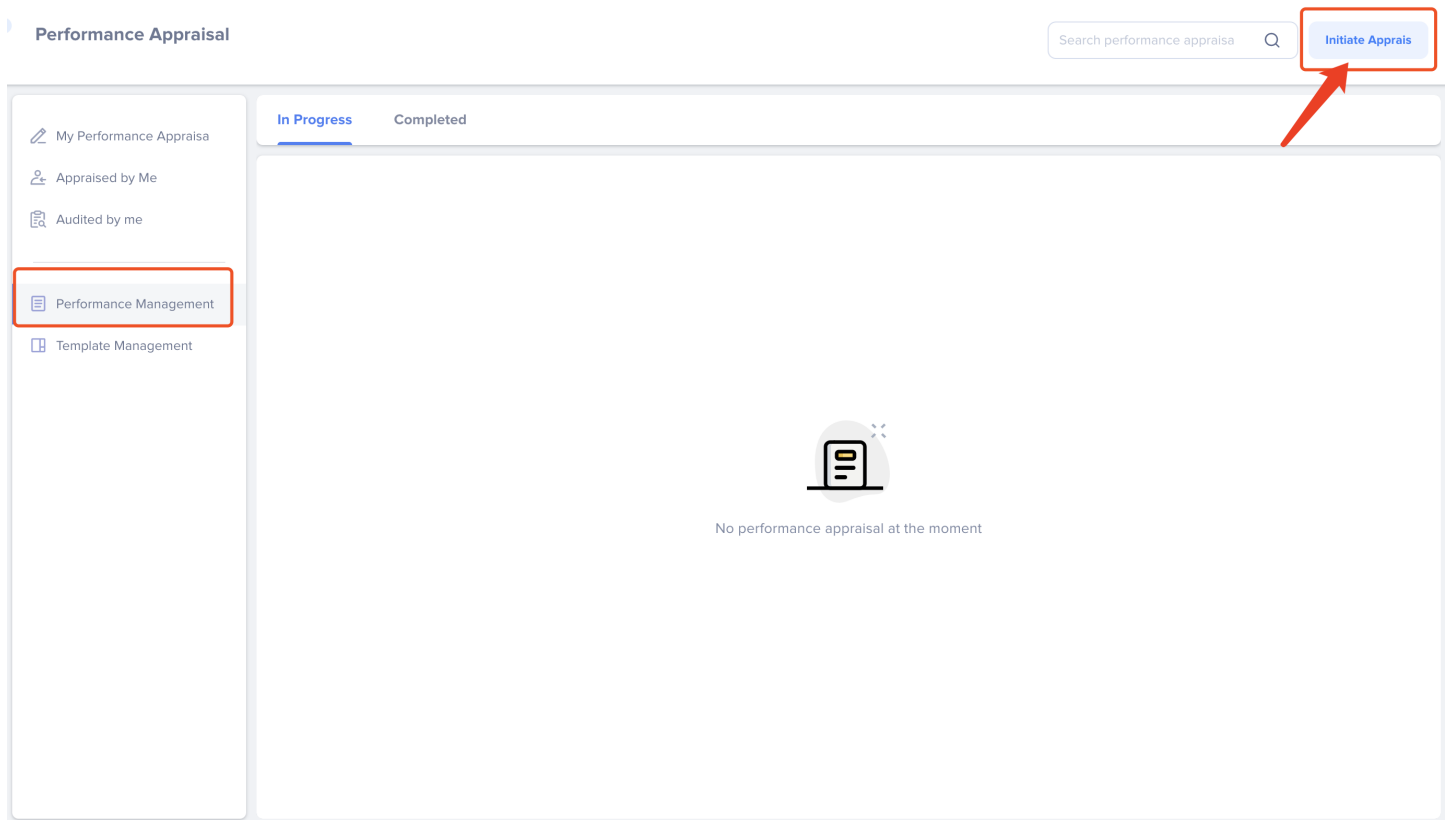 Performance Appraisal
Search performance appraisa
Initiate Apprais
My Performance Appraisa
Appraised by Me
Audited by me
Performance Management
Template Management
In Progress
Completed
No performance appraisal at the moment